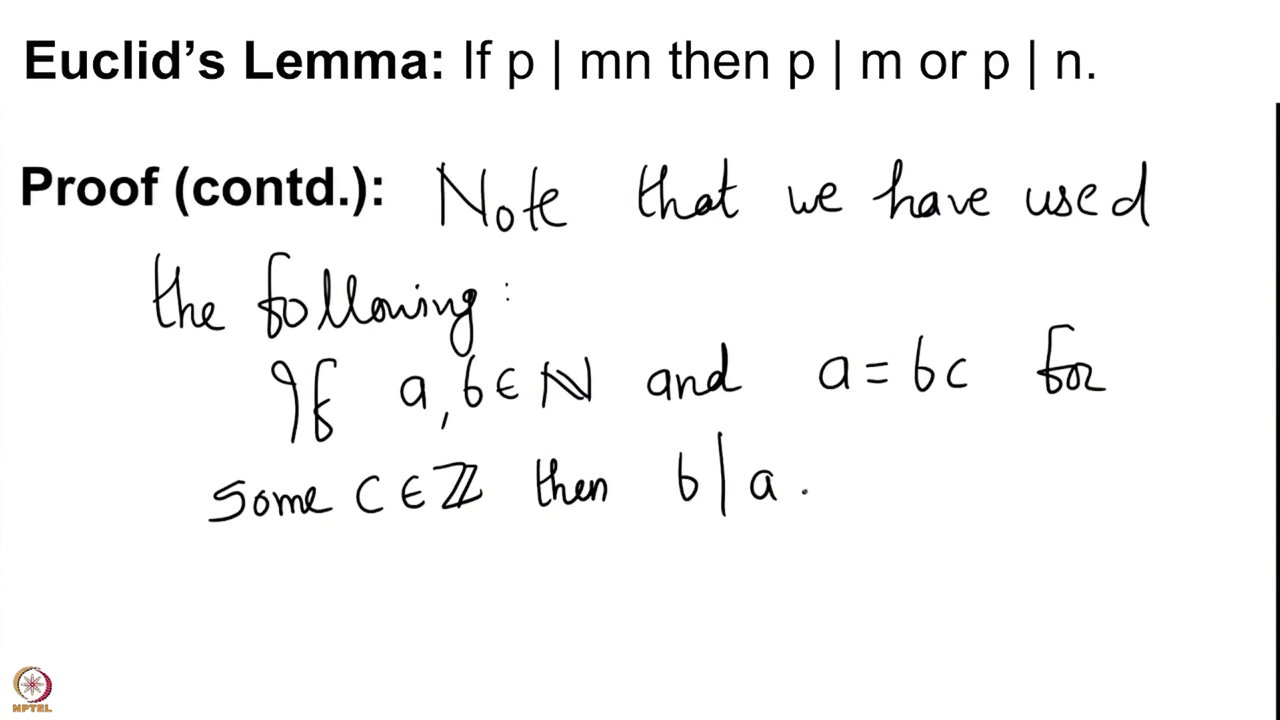 Euclid’s Lemma: If p | mn then p | m or p | n.
Proof (contd.): Note that we have used
the following:
If a, b ∈ ℕ and a = bc for
some c ∈ ℤ then b | a.
NPTEL